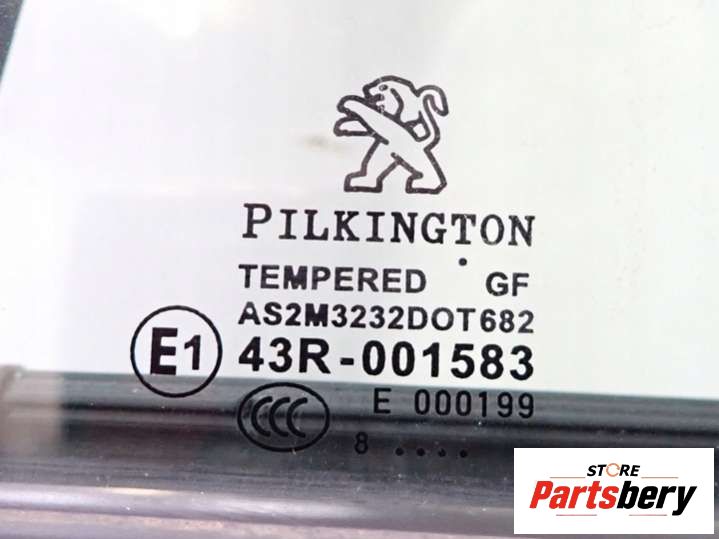 PILKINGTON
TEMPERED GF
AS2M3232DOT682
E1 43R-001583
CCC E 000199
8 ....
STORE
Partsbery